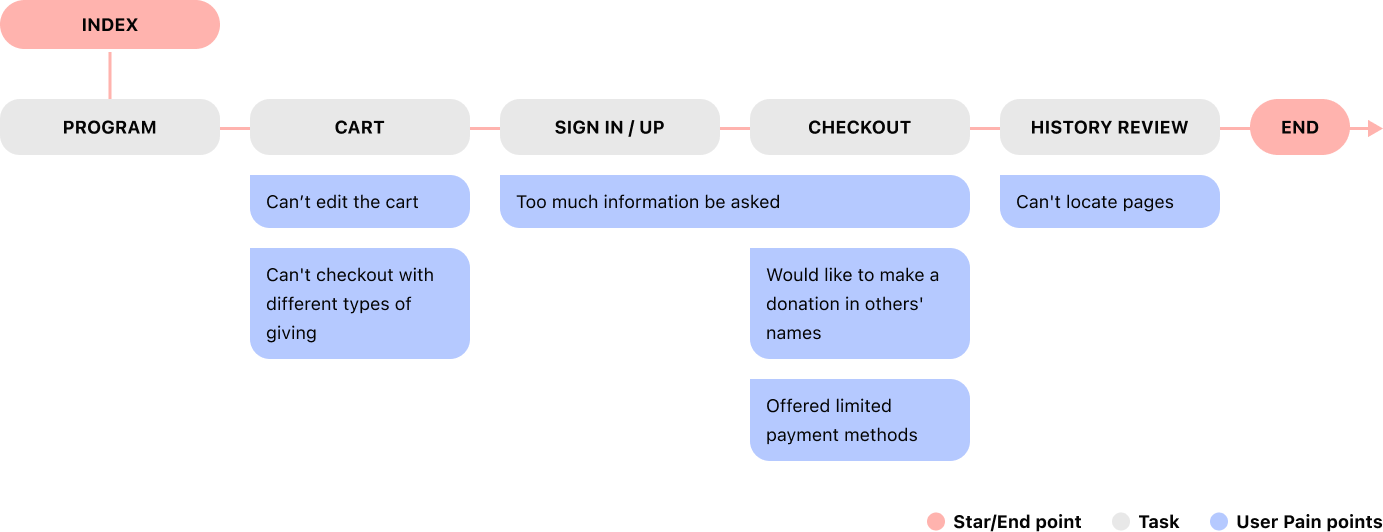 INDEX
PROGRAM
CART
SIGN IN / UP
CHECKOUT
HISTORY REVIEW
END
Can’t edit the cart
Too much information be asked
Can't locate pages
Can't checkout with
different types of
giving
Would like to make a
donation in others'
names
Offered limited
payment methods
Star/End point
Task
User Pain points